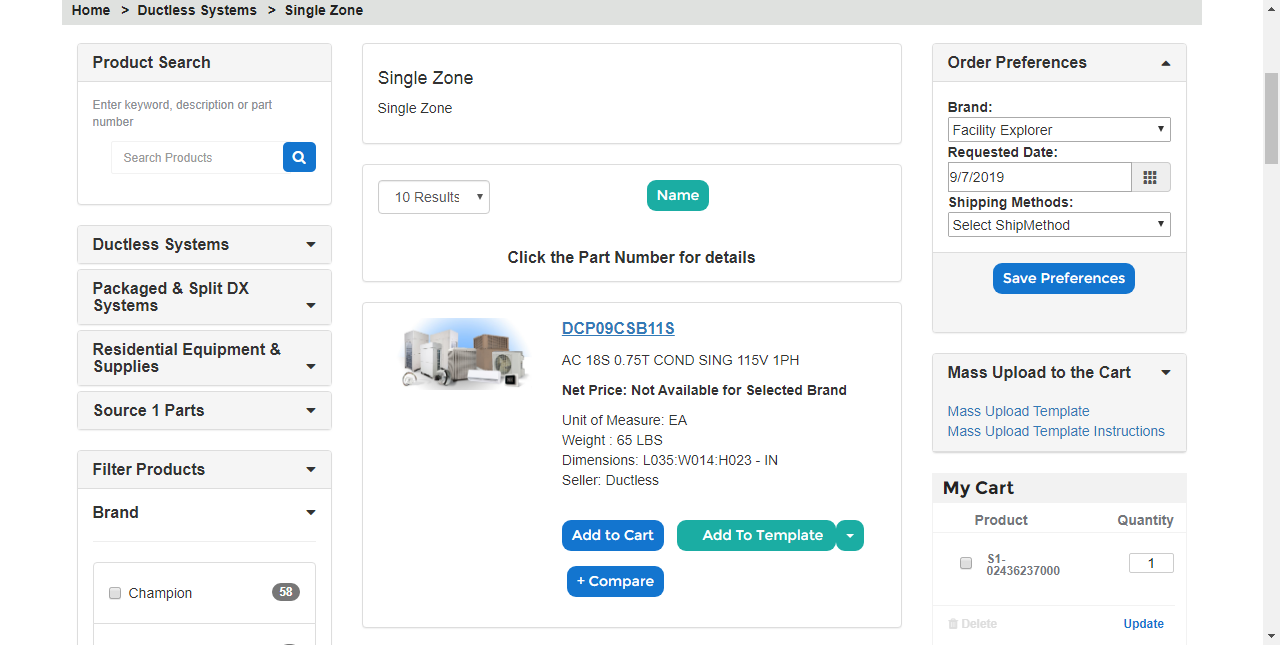 Home > Ductless Systems > Single Zone
Product Search
Enter keyword, description or part
number
Search Products
Ductless Systems
Packaged & Split DX
Systems
Residential Equipment &
Supplies
Source 1 Parts
Filter Products
Brand
Champion 58
Single Zone
Single Zone
10 Results
Name
Click the Part Number for details
DCP09CSB11S
AC 18S 0.75T COND SING 115V 1PH
Net Price: Not Available for Selected Brand
Unit of Measure: EA
Weight : 65 LBS
Dimensions: L035:W014:H023 - IN
Seller: Ductless
Add to Cart
Add To Template
+ Compare
Order Preferences
Brand:
Facility Explorer
Requested Date:
9/7/2019
Shipping Methods:
Select ShipMethod
Save Preferences
Mass Upload to the Cart
Mass Upload Template
Mass Upload Template Instructions
My Cart
Product Quantity
S1-
02436237000
1
Delete Update